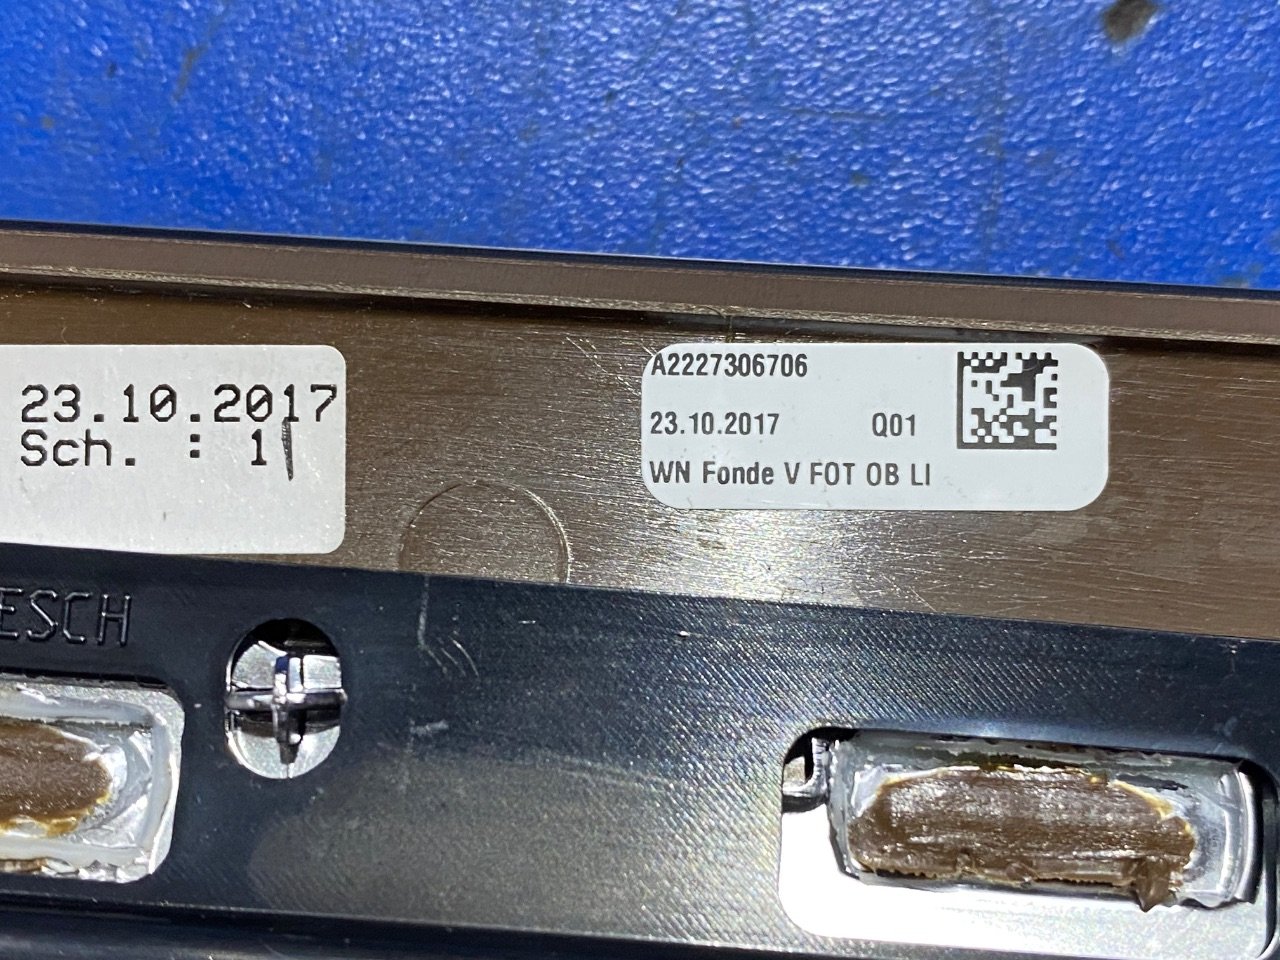 23.10.2017
Sch. : 1
A2227306706
23.10.2017 Q01
WN Fonde V FOT OB LI
ESCH